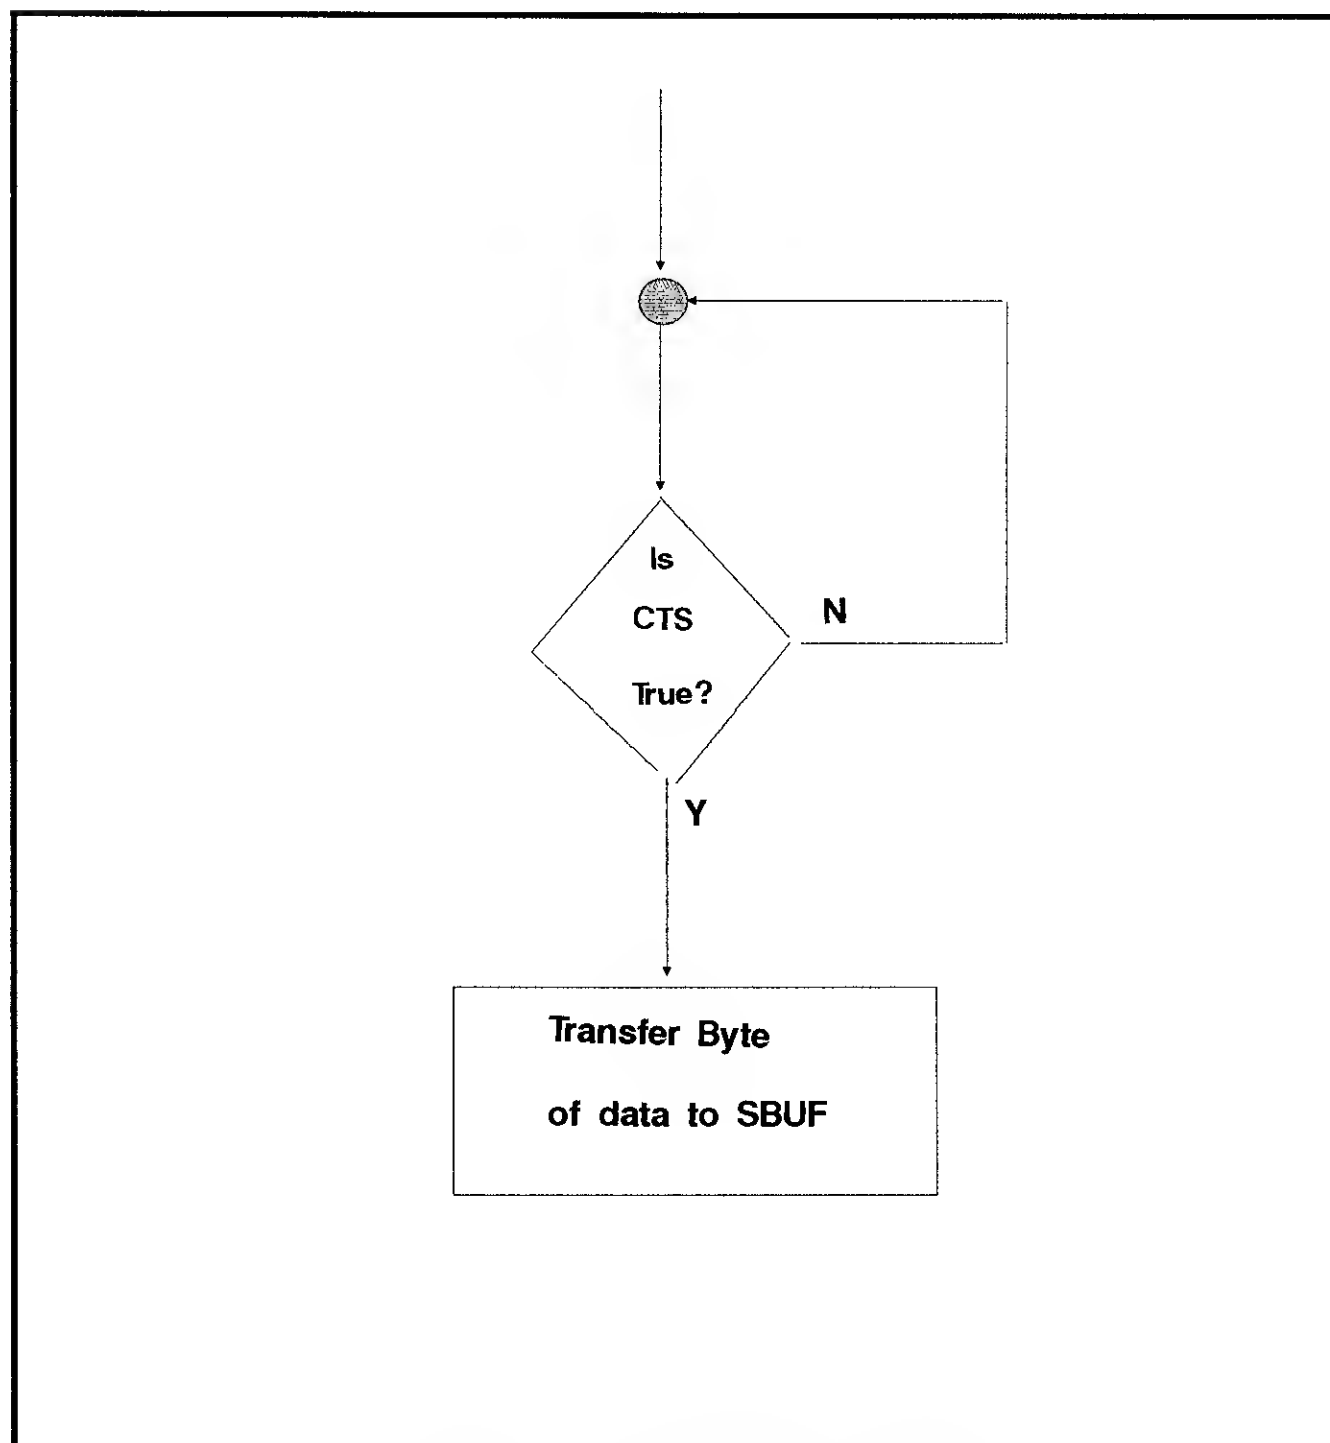 Is
CTS
N
True?
Y
Transfer Byte
of data to SBUF